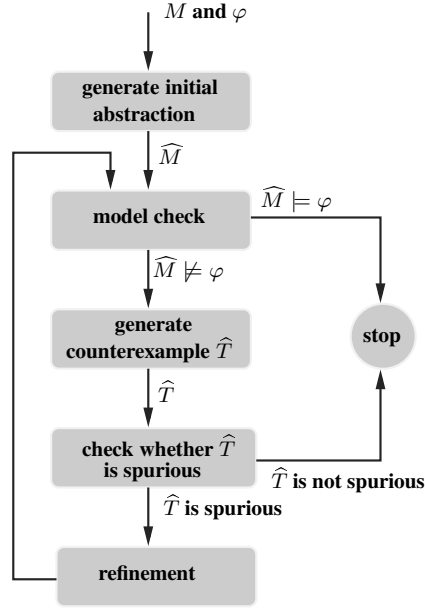 M and φ
generate initial
abstraction
M̂
model check
M̂ ⊨ φ
M̂ ⊭ φ
generate
counterexample T̂
stop
T̂
check whether T̂
is spurious
T̂ is not spurious
T̂ is spurious
refinement